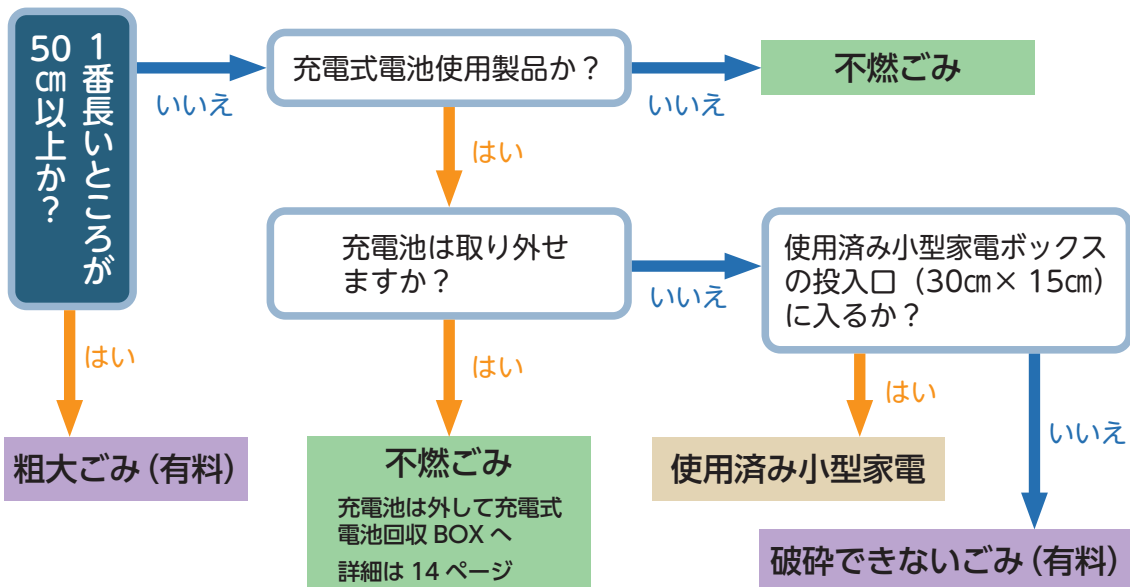 1番長いところが
50㎝以上か？
いいえ
充電式電池使用製品か？
いいえ
不燃ごみ
はい
充電池は取り外せ
ますか？
いいえ
使用済み小型家電ボックス
の投入口（30㎝×15㎝）
に入るか？
はい
はい
はい
いいえ
粗大ごみ（有料）
不燃ごみ
充電池は外して充電式
電池回収 BOX へ
詳細は 14 ページ
使用済み小型家電
破砕できないごみ（有料）